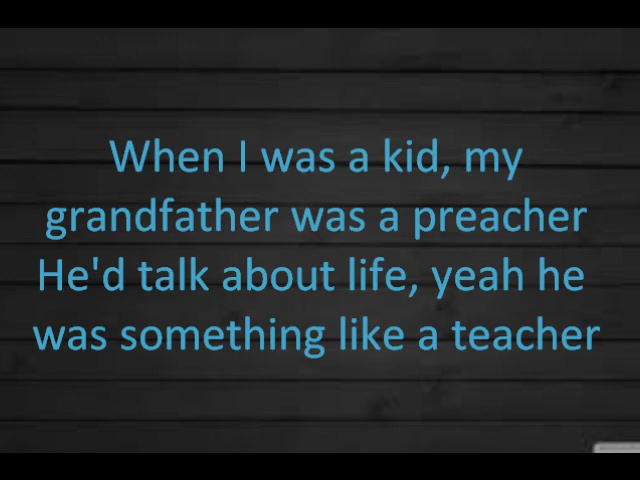 When I was a kid, my
grandfather was a preacher
He'd talk about life, yeah he
was something like a teacher